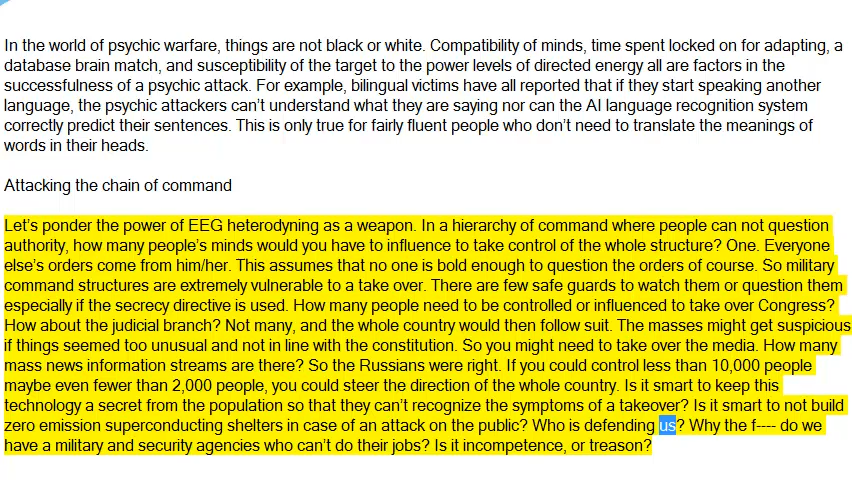 In the world of psychic warfare, things are not black or white. Compatibility of minds, time spent locked on for adapting, a
database brain match, and susceptibility of the target to the power levels of directed energy all are factors in the
successfulness of a psychic attack. For example, bilingual victims have all reported that if they start speaking another
language, the psychic attackers can't understand what they are saying nor can the AI language recognition system
correctly predict their sentences. This is only true for fairly fluent people who don't need to translate the meanings of
words in their heads.
Attacking the chain of command
Let's ponder the power of EEG heterodyning as a weapon. In a hierarchy of command where people can not question
authority, how many people's minds would you have to influence to take control of the whole structure? One. Everyone
else's orders come from him/her. This assumes that no one is bold enough to question the orders of course. So military
command structures are extremely vulnerable to a take over. There are few safe guards to watch them or question them
especially if the secrecy directive is used. How many people need to be controlled or influenced to take over Congress?
How about the judicial branch? Not many, and the whole country would then follow suit. The masses might get suspicious
if things seemed too unusual and not in line with the constitution. So you might need to take over the media. How many
mass news information streams are there? So the Russians were right. If you could control less than 10,000 people
maybe even fewer than 2,000 people, you could steer the direction of the whole country. Is it smart to keep this
technology a secret from the population so that they can't recognize the symptoms of a takeover? Is it smart to not build
zero emission superconducting shelters in case of an attack on the public? Who is defending us? Why the f---- do we
have a military and security agencies who can't do their jobs? Is it incompetence, or treason?